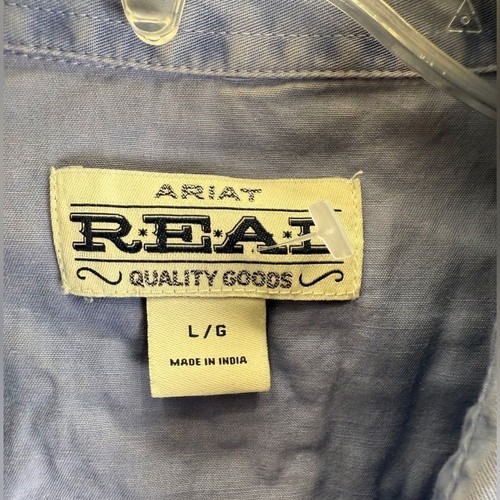 ARIAT
R★E★A★L
QUALITY GOODS
L/G
MADE IN INDIA